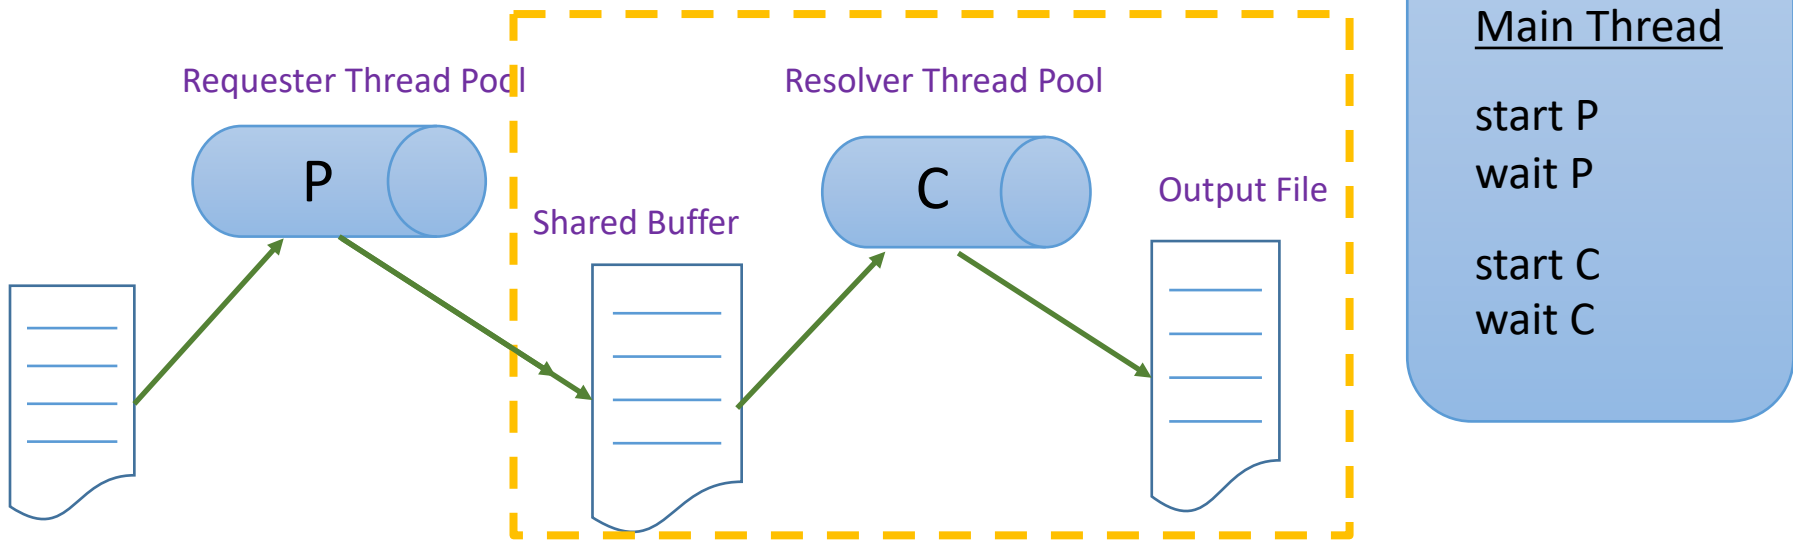 Requester Thread Pool
P
Shared Buffer
Resolver Thread Pool
C
Output File
Main Thread
start P
wait P
start C
wait C